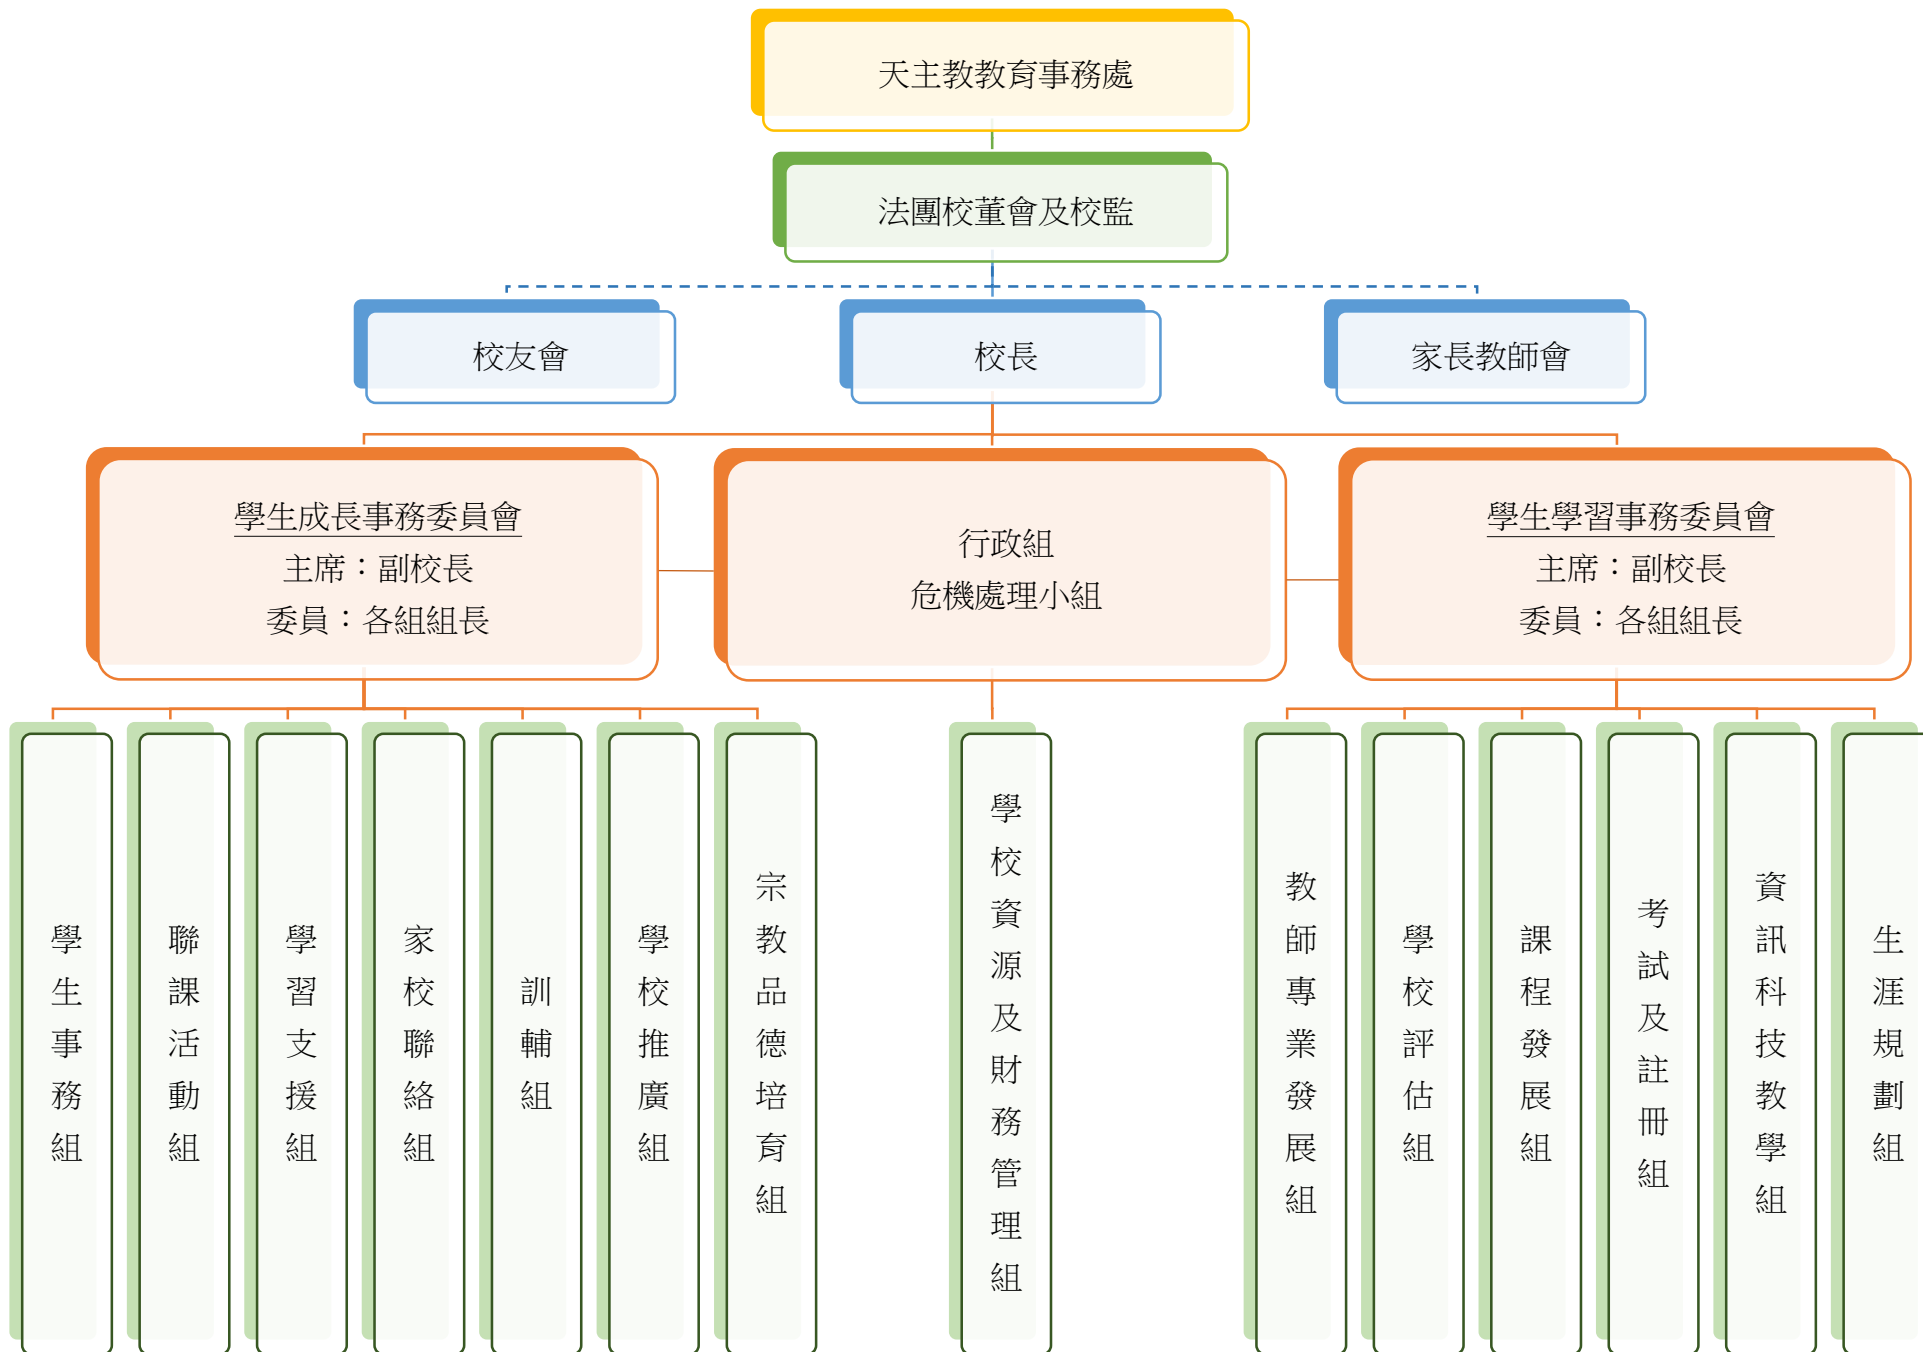 天主教教育事務處
法團校董會及校監
校友會
校長
家長教師會
學生成長事務委員會
主席：副校長
委員：各組組長
行政組
危機處理小組
學生學習事務委員會
主席：副校長
委員：各組組長
學生事務組
聯課活動組
學習支援組
家校聯絡組
訓輔組
學校推廣組
宗教品德培育組
學校資源及財務管理組
教師專業發展組
學校評估組
課程發展組
考試及註冊組
資訊科技教學組
生涯規劃組